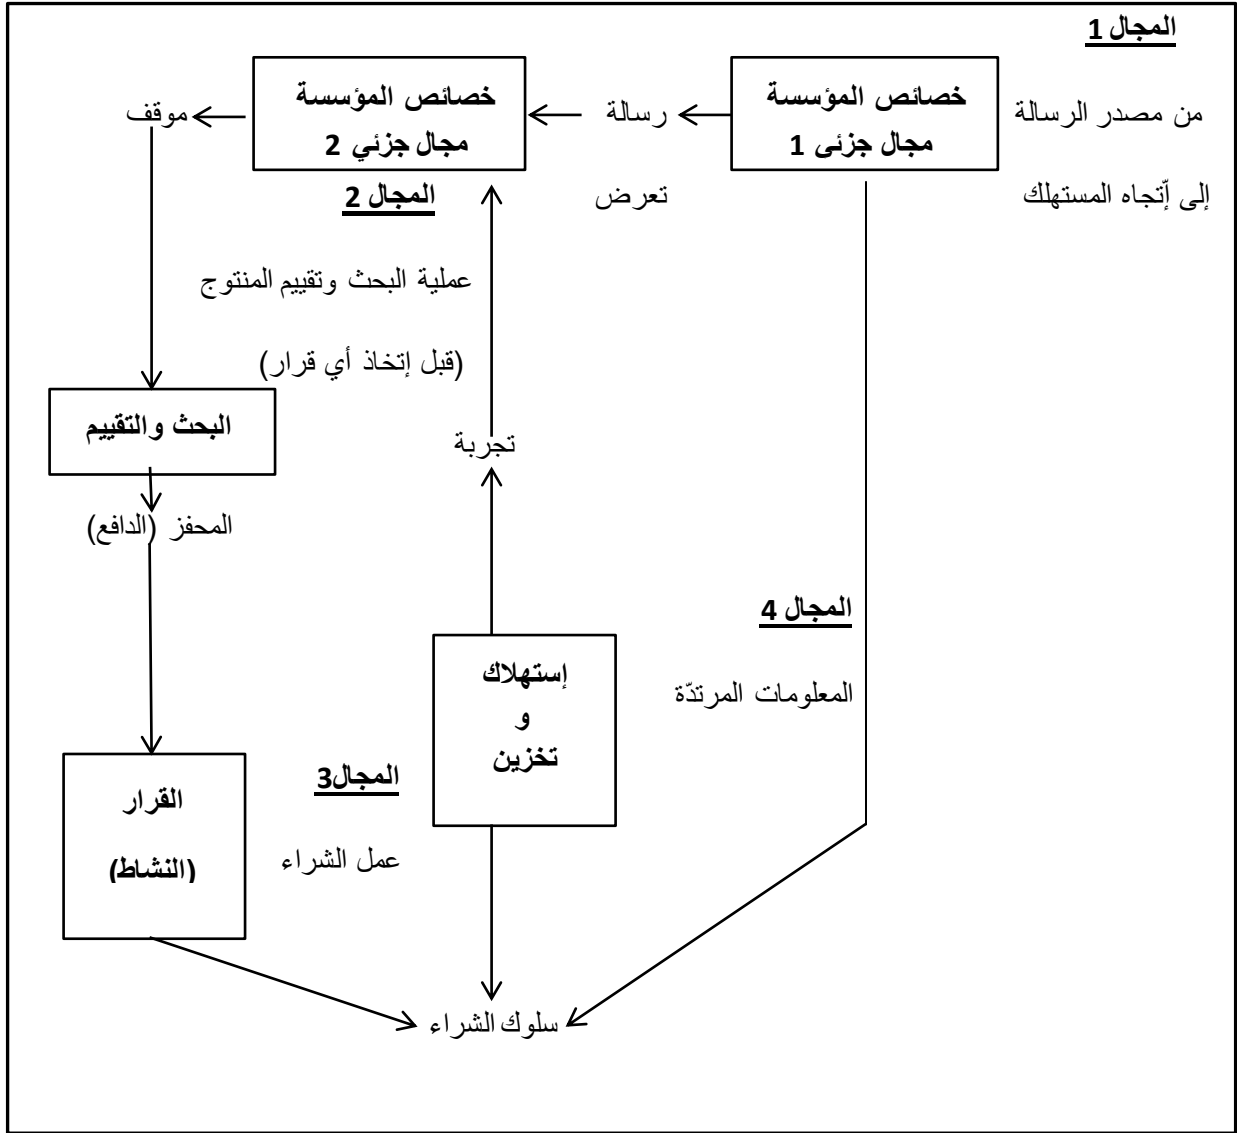 المجال 1
من مصدر الرسالة
إلى إّتجاه المستهلك
خصائص المؤسسة
مجال جزئى 1
رسالة
تعرض
خصائص المؤسسة
مجال جزئي 2
موقف
المجال 2
عملية البحث وتقييم المنتوج
(قبل إتخاذ أي قرار)
البحث والتقييم
تجربة
المحفز (الدافع)
المجال 4
المعلومات المرتدّة
إستهلاك
و
تخزين
المجال3
عمل الشراء
القرار
(النشاط)
سلوك الشراء